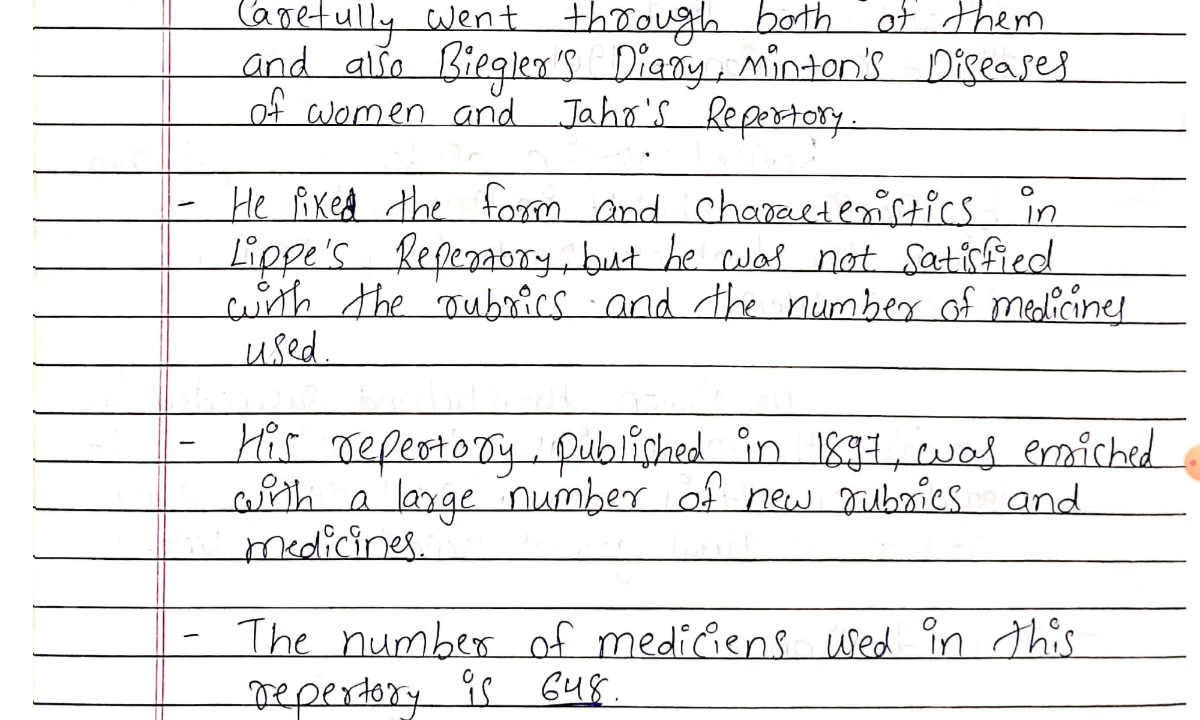 Carefully went through both of them
and also Biegler's Diary, Minton's Diseases
of women and Jahr's Repertory.
- He liked the form and characteristics in
Lippe's Repertory, but he was not satisfied
with the rubrics and the number of medicines
used.
- His repertory, published in 1897, was enriched
with a large number of new rubrics and
medicines.
- The number of mediciens used in this
repertory is 648.